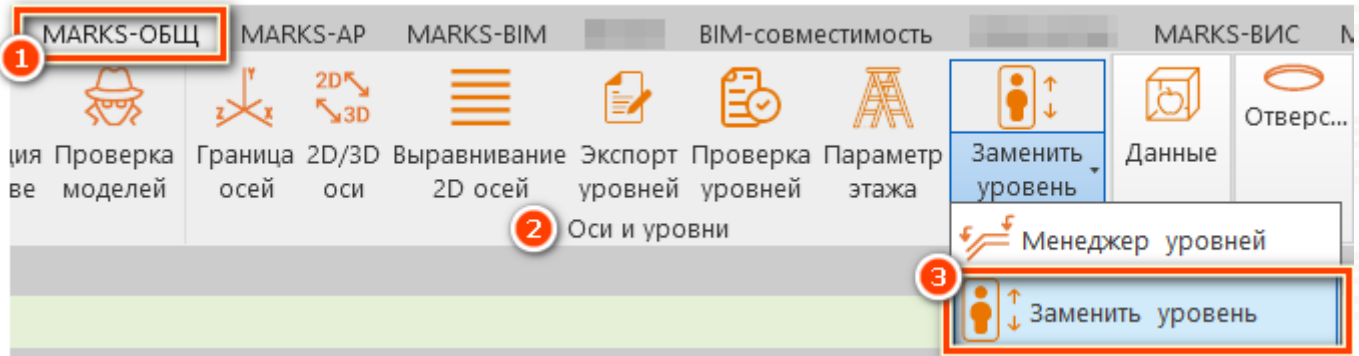 MARKS-ОБЩ MARKS-АР MARKS-BIM BIM-совместимость MARKS-ВИС
1
2D
3D
Y
Z X
ция Проверка Граница 2D/3D Выравнивание Экспорт Проверка Параметр Заменить Данные Отверс...
ве моделей осей оси 2D осей уровней уровней этажа уровень
2 Оси и уровни
Менеджер уровней
3
Заменить уровень